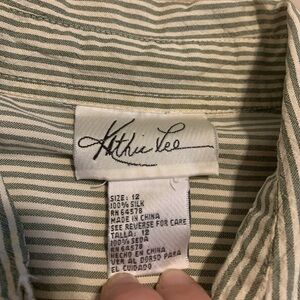 Kathie Lee
SIZE: 12
100% SILK
RN 64578
MADE IN CHINA
SEE REVERSE FOR CARE
TALLA: 12
100% SEDA
RN 64578
HECHO EN CHINA
VER AL DORSO PARA
EL CUIDADO